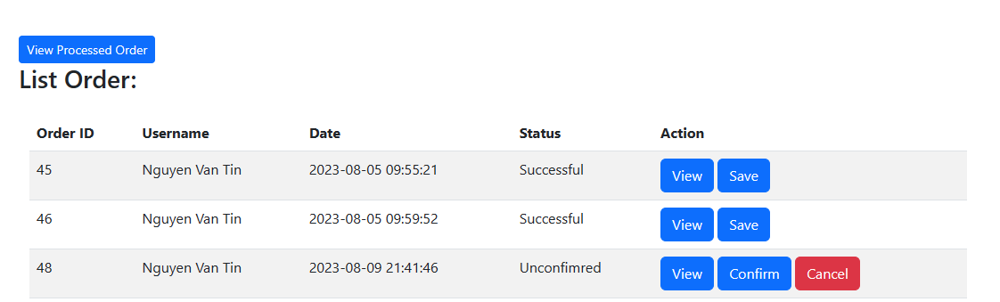 View Processed Order
List Order:
Order ID Username Date Status Action
45 Nguyen Van Tin 2023-08-05 09:55:21 Successful View Save
46 Nguyen Van Tin 2023-08-05 09:59:52 Successful View Save
48 Nguyen Van Tin 2023-08-09 21:41:46 Unconfimred View Confirm Cancel